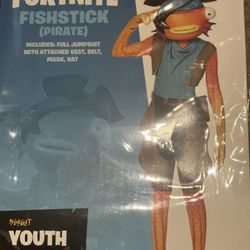 FORTNITE
FISHSTICK
(PIRATE)
INCLUDES: FULL JUMPSUIT
WITH ATTACHED VEST, BELT,
MASK, HAT
YOUTH